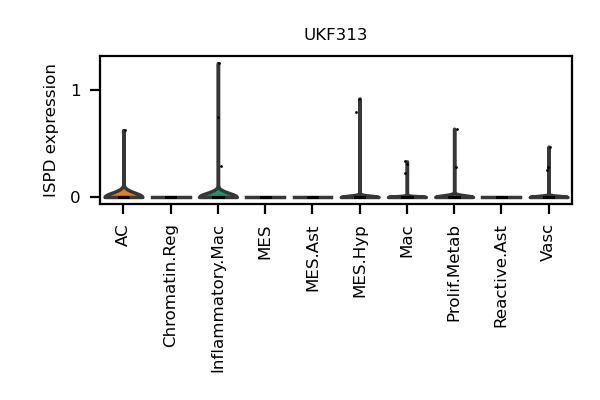 UKF313
ISPD expression
1
0
AC
Chromatin.Reg
Inflammatory.Mac
MES
MES.Ast
MES.Hyp
Mac
Prolif.Metab
Reactive.Ast
Vasc